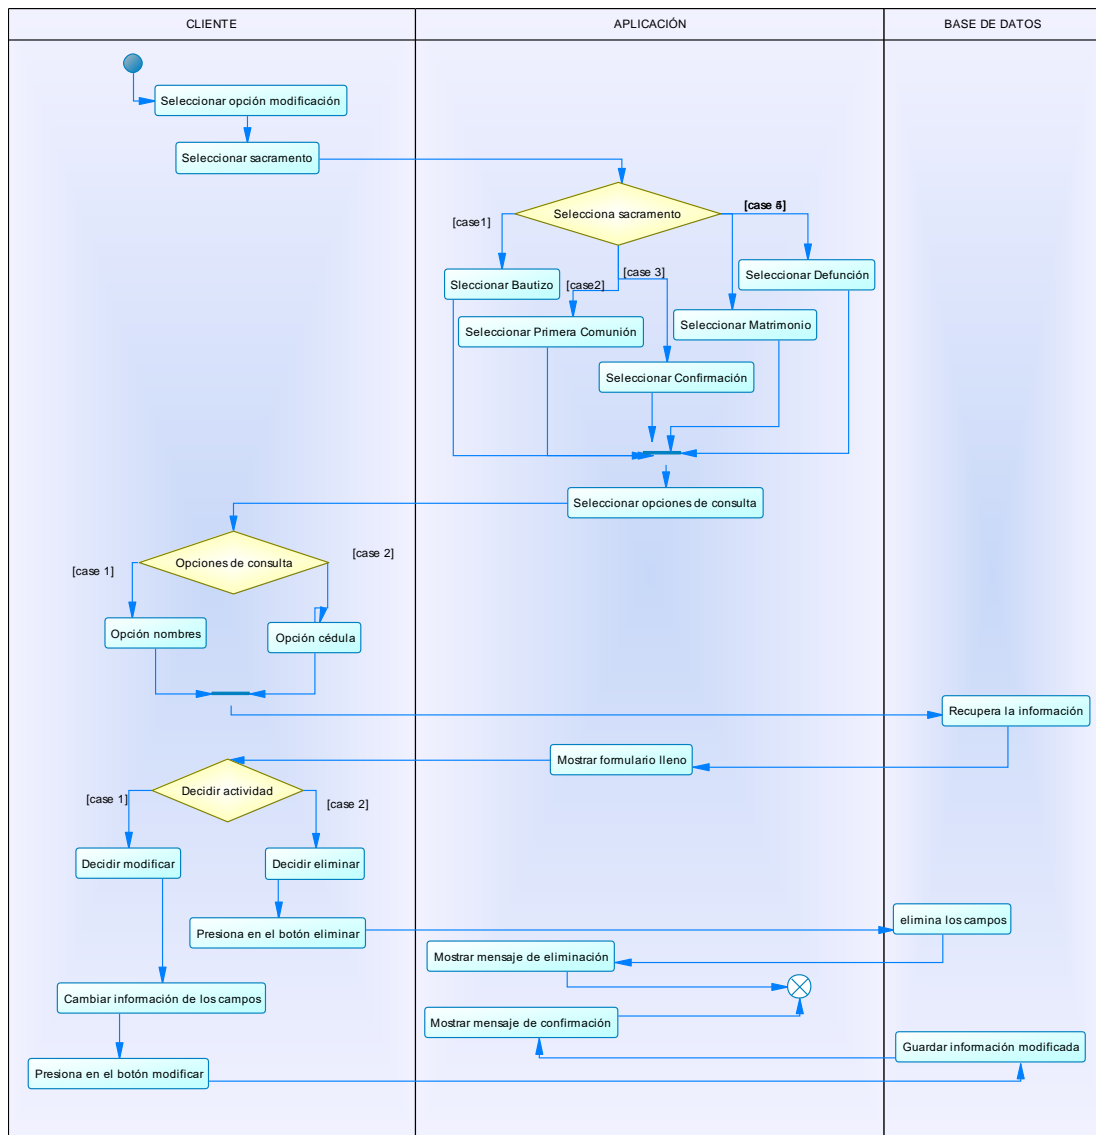 CLIENTE
APLICACIÓN
BASE DE DATOS
Seleccionar opción modificación
Seleccionar sacramento
Selecciona sacramento
[case1]
[case 3]
[case2]
Sleccionar Bautizo
Seleccionar Defunción
Seleccionar Primera Comunión
Seleccionar Matrimonio
Seleccionar Confirmación
Seleccionar opciones de consulta
Opciones de consulta
[case 1]
[case 2]
Opción nombres
Opción cédula
Recupera la información
Mostrar formulario lleno
Decidir actividad
[case 1]
[case 2]
Decidir modificar
Decidir eliminar
Presiona en el botón eliminar
elimina los campos
Mostrar mensaje de eliminación
Cambiar información de los campos
Mostrar mensaje de confirmación
Guardar información modificada
Presiona en el botón modificar